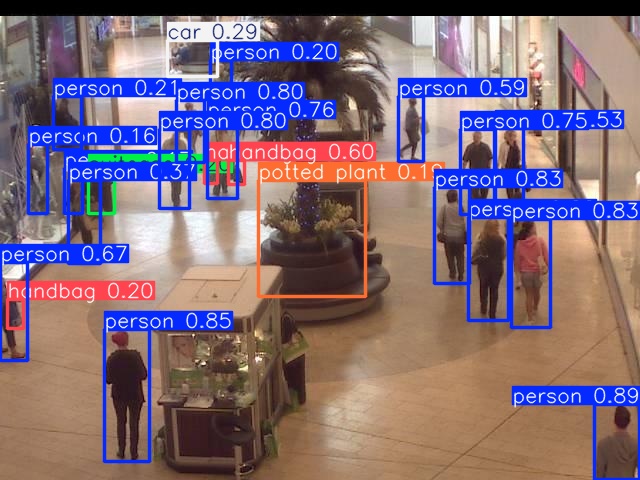 car 0.29
person 0.20
person 0.21
person 0.80
person 0.59
person 0.76
person 0.80
person 0.75
.53
person 0.16
handbag 0.60
person 0.37
potted plant 0.19
person 0.83
person 0.83
person 0.67
handbag 0.20
person 0.85
person 0.89